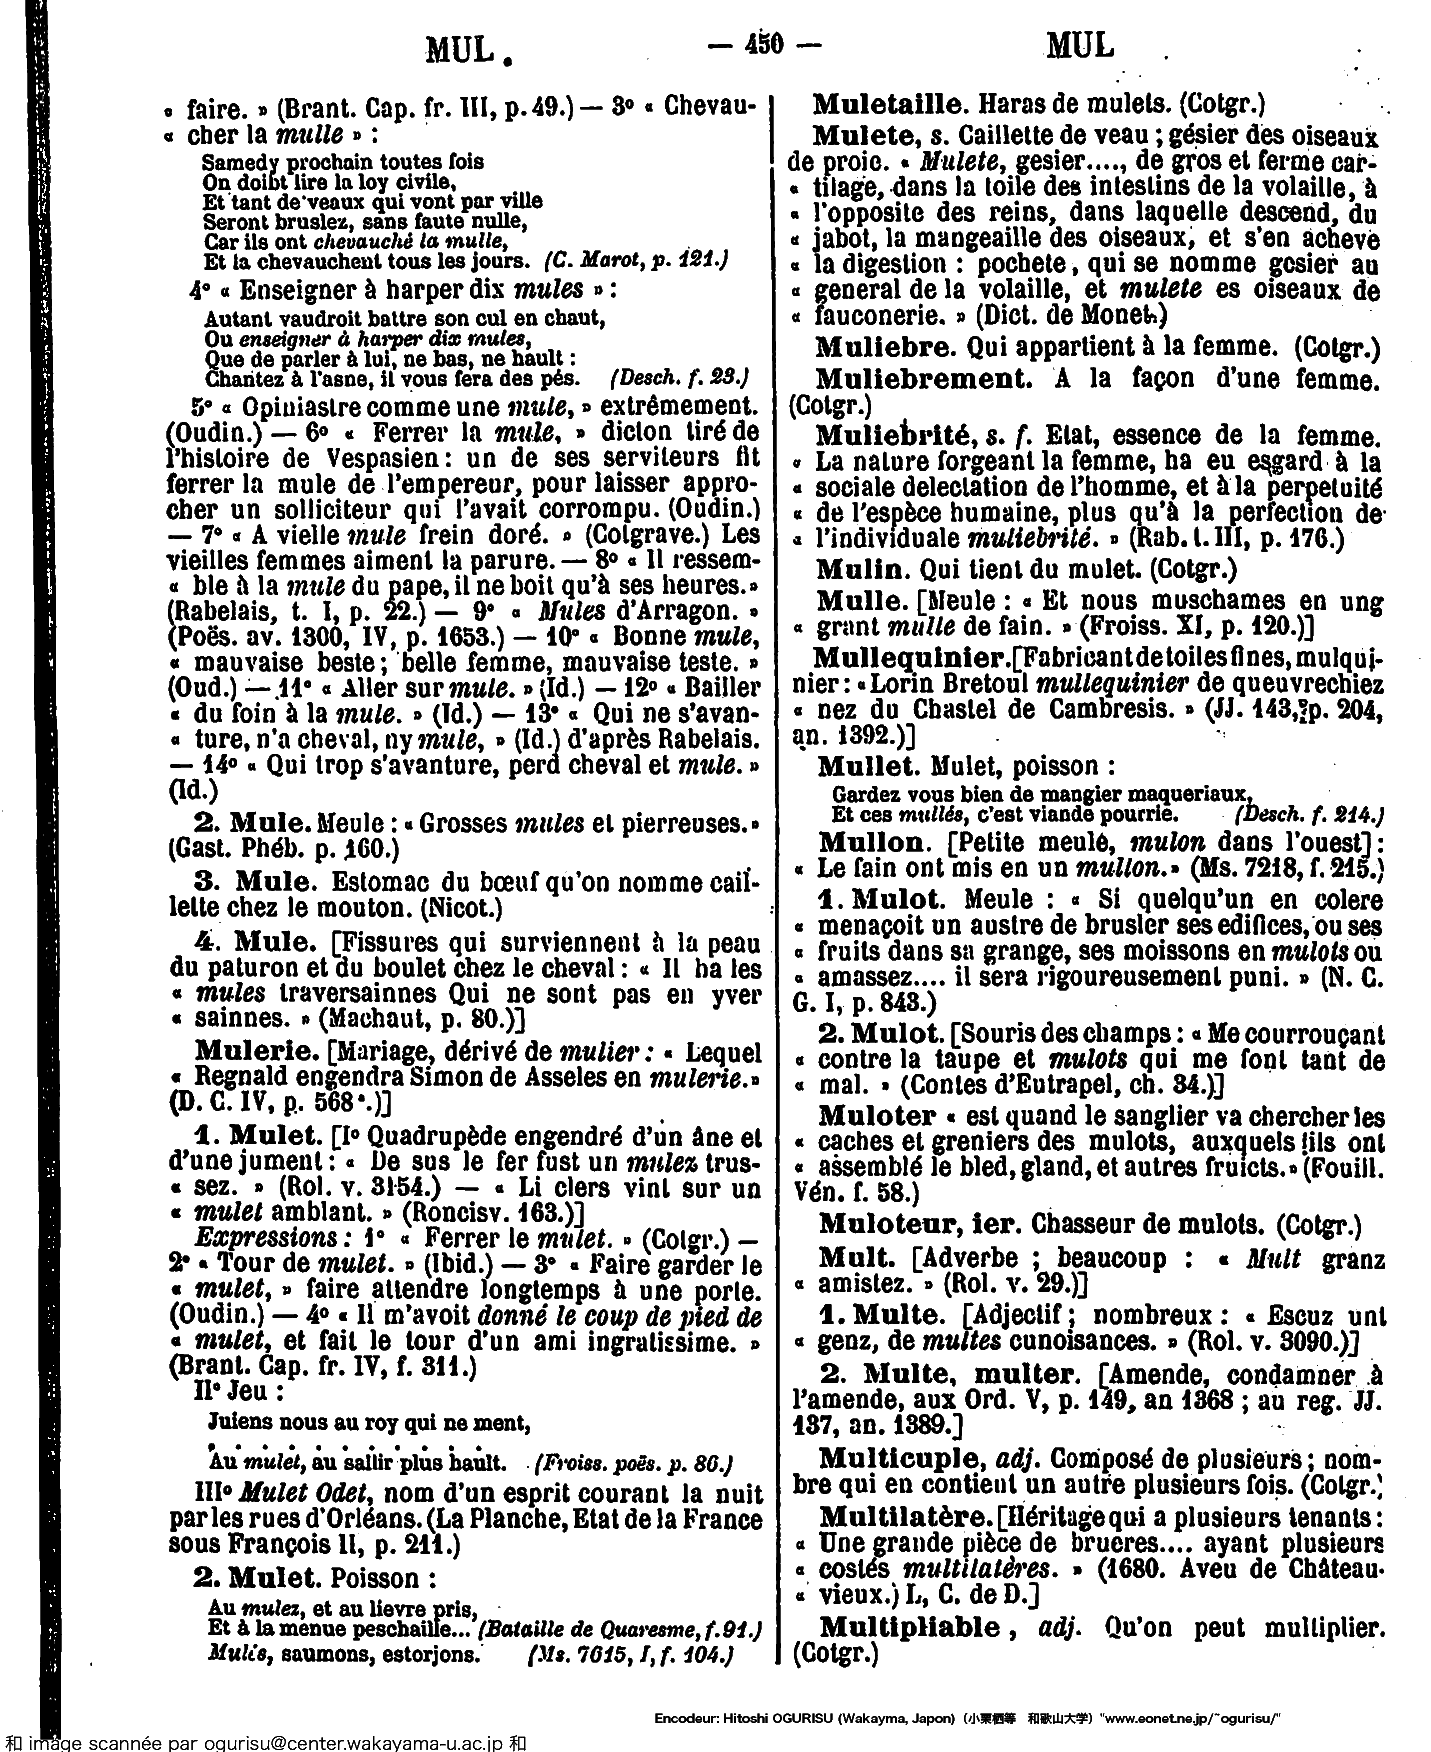 MUL. — 450 — MUL
« faire. » (Brant. Cap. fr. III, p. 49.) — 3º « Chevau-
« cher la mulle » :
Samedy prochain toutes fois
On doibt lire la loy civile,
Et tant de veaux qui vont par ville
Seront bruslez, sans faute nulle,
Car ils ont chevauché la mulle,
Et la chevauchent tous les jours. (C. Marot, p. 121.)
4º « Enseigner à harper dix mules » :
Autant vaudroit battre son cul en chaut,
Ou enseigner à harper dix mules,
Que de parler à lui, ne bas, ne hault :
Chantez à l'asne, il vous fera des pés. (Desch. f. 23.)
5º « Opiniastre comme une mule, » extrêmement.
(Oudin.) — 6º « Ferrer la mule, » dicton tiré de
l'histoire de Vespasien : un de ses serviteurs fit
ferrer la mule de l'empereur, pour laisser appro-
cher un solliciteur qui l'avait corrompu. (Oudin.)
— 7º « A vielle mule frein doré. » (Cotgrave.) Les
vieilles femmes aiment la parure. — 8º « Il ressem-
« ble à la mule du pape, il ne boit qu'à ses heures. »
(Rabelais, t. I, p. 22.) — 9º « Mules d'Arragon. »
(Poës. av. 1300, IV, p. 1653.) — 10º « Bonne mule,
« mauvaise beste ; belle femme, mauvaise teste. »
(Oud.) — 11º « Aller sur mule. » (Id.) — 12º « Bailler
« du foin à la mule. » (Id.) — 13º « Qui ne s'avan-
« ture, n'a cheval, ny mule, » (Id.) d'après Rabelais.
— 14º « Qui trop s'avanture, perd cheval et mule. »
(Id.)
2. Mule. Meule : « Grosses mules et pierreuses. »
(Gast. Phéb. p. 160.)
3. Mule. Estomac du bœuf qu'on nomme cail-
lette chez le mouton. (Nicot.)
4. Mule. [Fissures qui surviennent à la peau
du paturon et du boulet chez le cheval : « Il ha les
« mules traversainnes Qui ne sont pas en yver
« sainnes. » (Machaut, p. 80.)]
Mulerie. [Mariage, dérivé de mulier : « Lequel
« Regnald engendra Simon de Asseles en mulerie. »
(D. C. IV, p. 568ª.)]
1. Mulet. [Iº Quadrupède engendré d'un âne et
d'une jument : « De sus le fer fust un mulez trus-
« sez. » (Rol. v. 3154.) — « Li clers vint sur un
« mulet amblant. » (Roncisv. 163.)]
Expressions : 1º « Ferrer le mulet. » (Cotgr.) —
2º « Tour de mulet. » (Ibid.) — 3º « Faire garder le
« mulet, » faire attendre longtemps à une porte.
(Oudin.) — 4º « Il m'avoit donné le coup de pied de
« mulet, et fait le tour d'un ami ingratissime. »
(Brant. Cap. fr. IV, f. 311.)
IIº Jeu :
Juiens nous au roy qui ne ment,
. . . . . . . . . .
Au mulet, au sallir plus hault. (Froiss. poës. p. 86.)
IIIº Mulet Odet, nom d'un esprit courant la nuit
par les rues d'Orléans. (La Planche, Etat de la France
sous François II, p. 211.)
2. Mulet. Poisson :
Au mulez, et au lievre pris,
Et à la menue peschaille... (Bataille de Quaresme, f. 91.)
Mulés, saumons, estorjons. (Ms. 7615, I, f. 104.)
Muletaille. Haras de mulets. (Cotgr.)
Mulete, s. Caillette de veau ; gésier des oiseaux
de proie. « Mulete, gesier...., de gros et ferme car-
« tilage, dans la toile des intestins de la volaille, à
« l'opposite des reins, dans laquelle descend, du
« jabot, la mangeaille des oiseaux, et s'en acheve
« la digestion : pochete, qui se nomme gesier au
« general de la volaille, et mulete es oiseaux de
« fauconerie. » (Dict. de Monet.)
Muliebre. Qui appartient à la femme. (Cotgr.)
Muliebrement. A la façon d'une femme.
(Cotgr.)
Muliebrité, s. f. Etat, essence de la femme.
« La nature forgeant la femme, ha eu esgard à la
« sociale delectation de l'homme, et à la perpetuité
« de l'espèce humaine, plus qu'à la perfection de
« l'individuale muliebrité. » (Rab. t. III, p. 176.)
Mulin. Qui tient du mulet. (Cotgr.)
Mulle. [Meule : « Et nous muschames en ung
« grant mulle de fain. » (Froiss. XI, p. 120.)]
Mullequinier. [Fabricant de toiles fines, mulqui-
nier : « Lorin Bretoul mullequinier de queuvrechiez
« nez du Chastel de Cambresis. » (JJ. 143, p. 204,
an. 1392.)]
Mullet. Mulet, poisson :
Gardez vous bien de mangier maqueriaux,
Et ces mullés, c'est viande pourrie. (Desch. f. 214.)
Mullon. [Petite meule, mulon dans l'ouest] :
« Le fain ont mis en un mullon. » (Ms. 7218, f. 215.)
1. Mulot. Meule : « Si quelqu'un en colere
« menaçoit un austre de brusler ses edifices, ou ses
« fruits dans sa grange, ses moissons en mulots ou
« amassez.... il sera rigoureusement puni. » (N. C.
G. I, p. 843.)
2. Mulot. [Souris des champs : « Me courrouçant
« contre la taupe et mulots qui me font tant de
« mal. » (Contes d'Eutrapel, ch. 34.)]
Muloter « est quand le sanglier va chercher les
« caches et greniers des mulots, auxquels ils ont
« assemblé le bled, gland, et autres fruicts. » (Fouill.
Vén. f. 58.)
Muloteur, ier. Chasseur de mulots. (Cotgr.)
Mult. [Adverbe ; beaucoup : « Mult granz
« amistez. » (Rol. v. 29.)]
1. Multe. [Adjectif ; nombreux : « Escuz unt
« genz, de multes cunoisances. » (Rol. v. 3090.)]
2. Multe, multer. [Amende, condamner à
l'amende, aux Ord. V, p. 149, an 1368 ; au reg. JJ.
137, an. 1389.]
Multicuple, adj. Composé de plusieurs ; nom-
bre qui en contient un autre plusieurs fois. (Cotgr.)
Multilatère. [Héritage qui a plusieurs tenants :
« Une grande pièce de brueres.... ayant plusieurs
« costés multilatères. » (1680. Aveu de Château-
« vieux.) L, C. de D.]
Multipliable, adj. Qu'on peut multiplier.
(Cotgr.)
Encodeur: Hitoshi OGURISU (Wakayma, Japon) (小栗栖等 和歌山大学) "www.eonet.ne.jp/~ogurisu/"
和 image scannée par ogurisu@center.wakayama-u.ac.jp 和